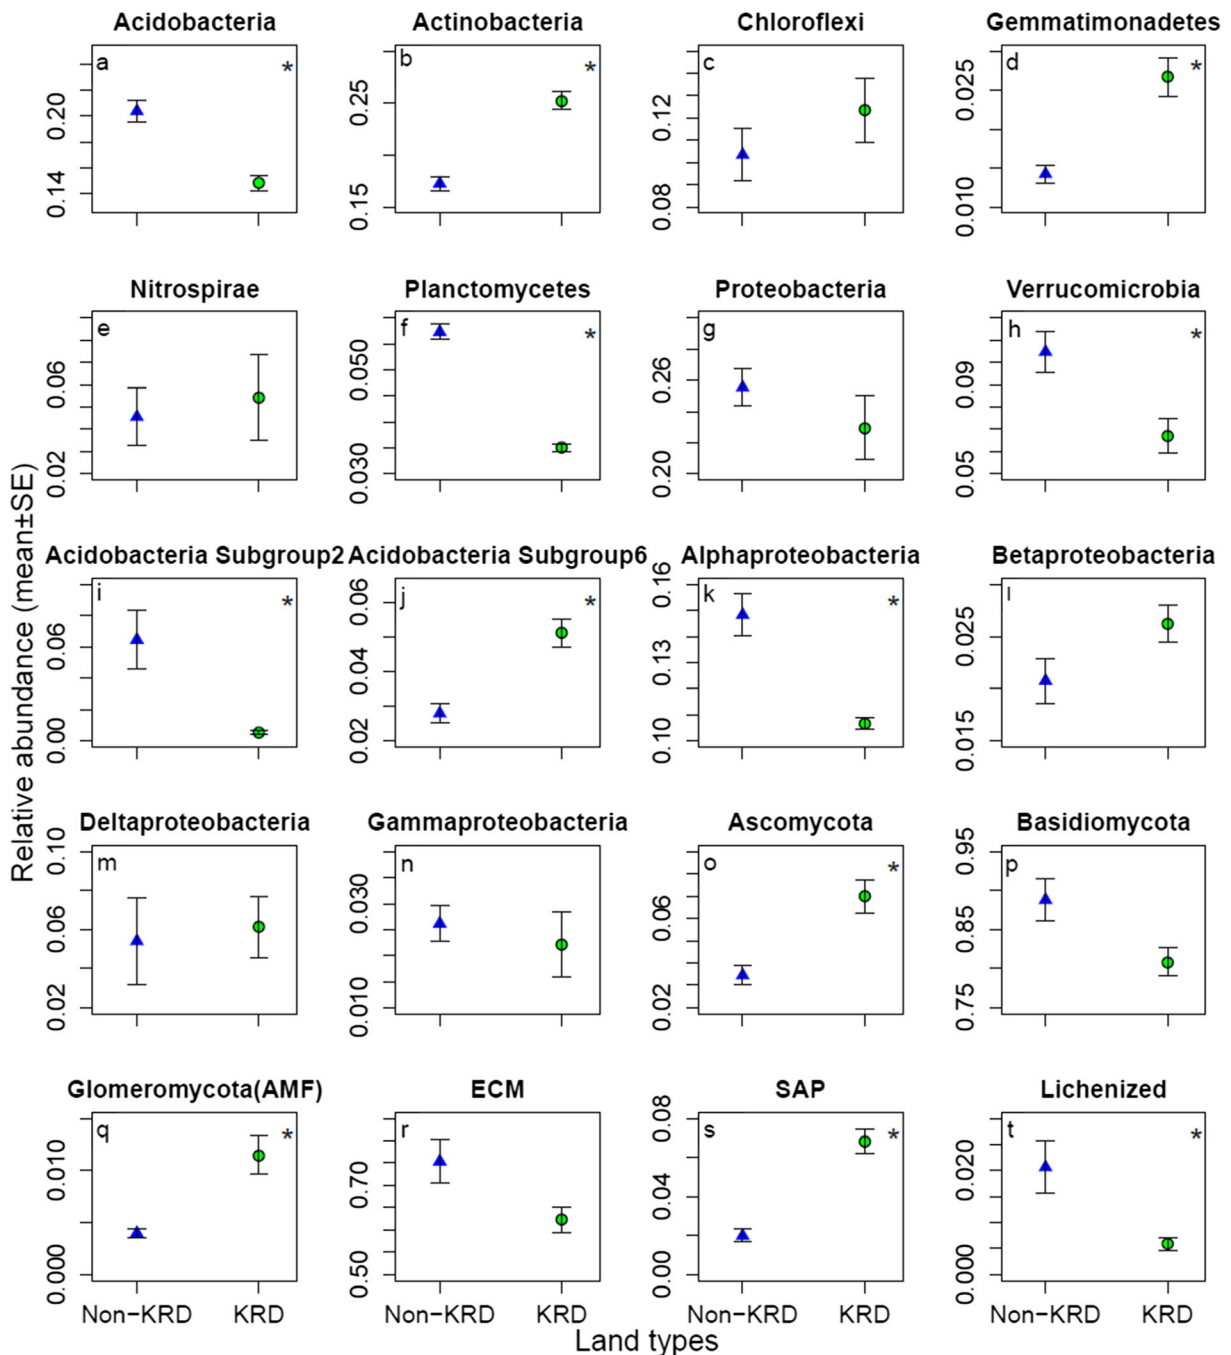 Acidobacteria Actinobacteria Chloroflexi Gemmatimonadetes
a * b * c d *
0.20 0.14 0.25 0.15 0.12 0.08 0.025 0.010
Nitrospirae Planctomycetes Proteobacteria Verrucomicrobia
e f * g h *
0.06 0.02 0.050 0.030 0.26 0.20 0.09 0.05
Acidobacteria Subgroup2 Acidobacteria Subgroup6 Alphaproteobacteria Betaproteobacteria
i * j * k * l
0.06 0.00 0.06 0.04 0.02 0.16 0.13 0.10 0.025 0.015
Relative abundance (mean±SE)
Deltaproteobacteria Gammaproteobacteria Ascomycota Basidiomycota
m n o * p
0.10 0.06 0.02 0.030 0.010 0.06 0.02 0.95 0.85 0.75
Glomeromycota(AMF) ECM SAP Lichenized
q * r s * t *
0.010 0.000 0.70 0.50 0.08 0.04 0.00 0.020 0.000
Non−KRD KRD Non−KRD KRD Non−KRD KRD Non−KRD KRD
Land types